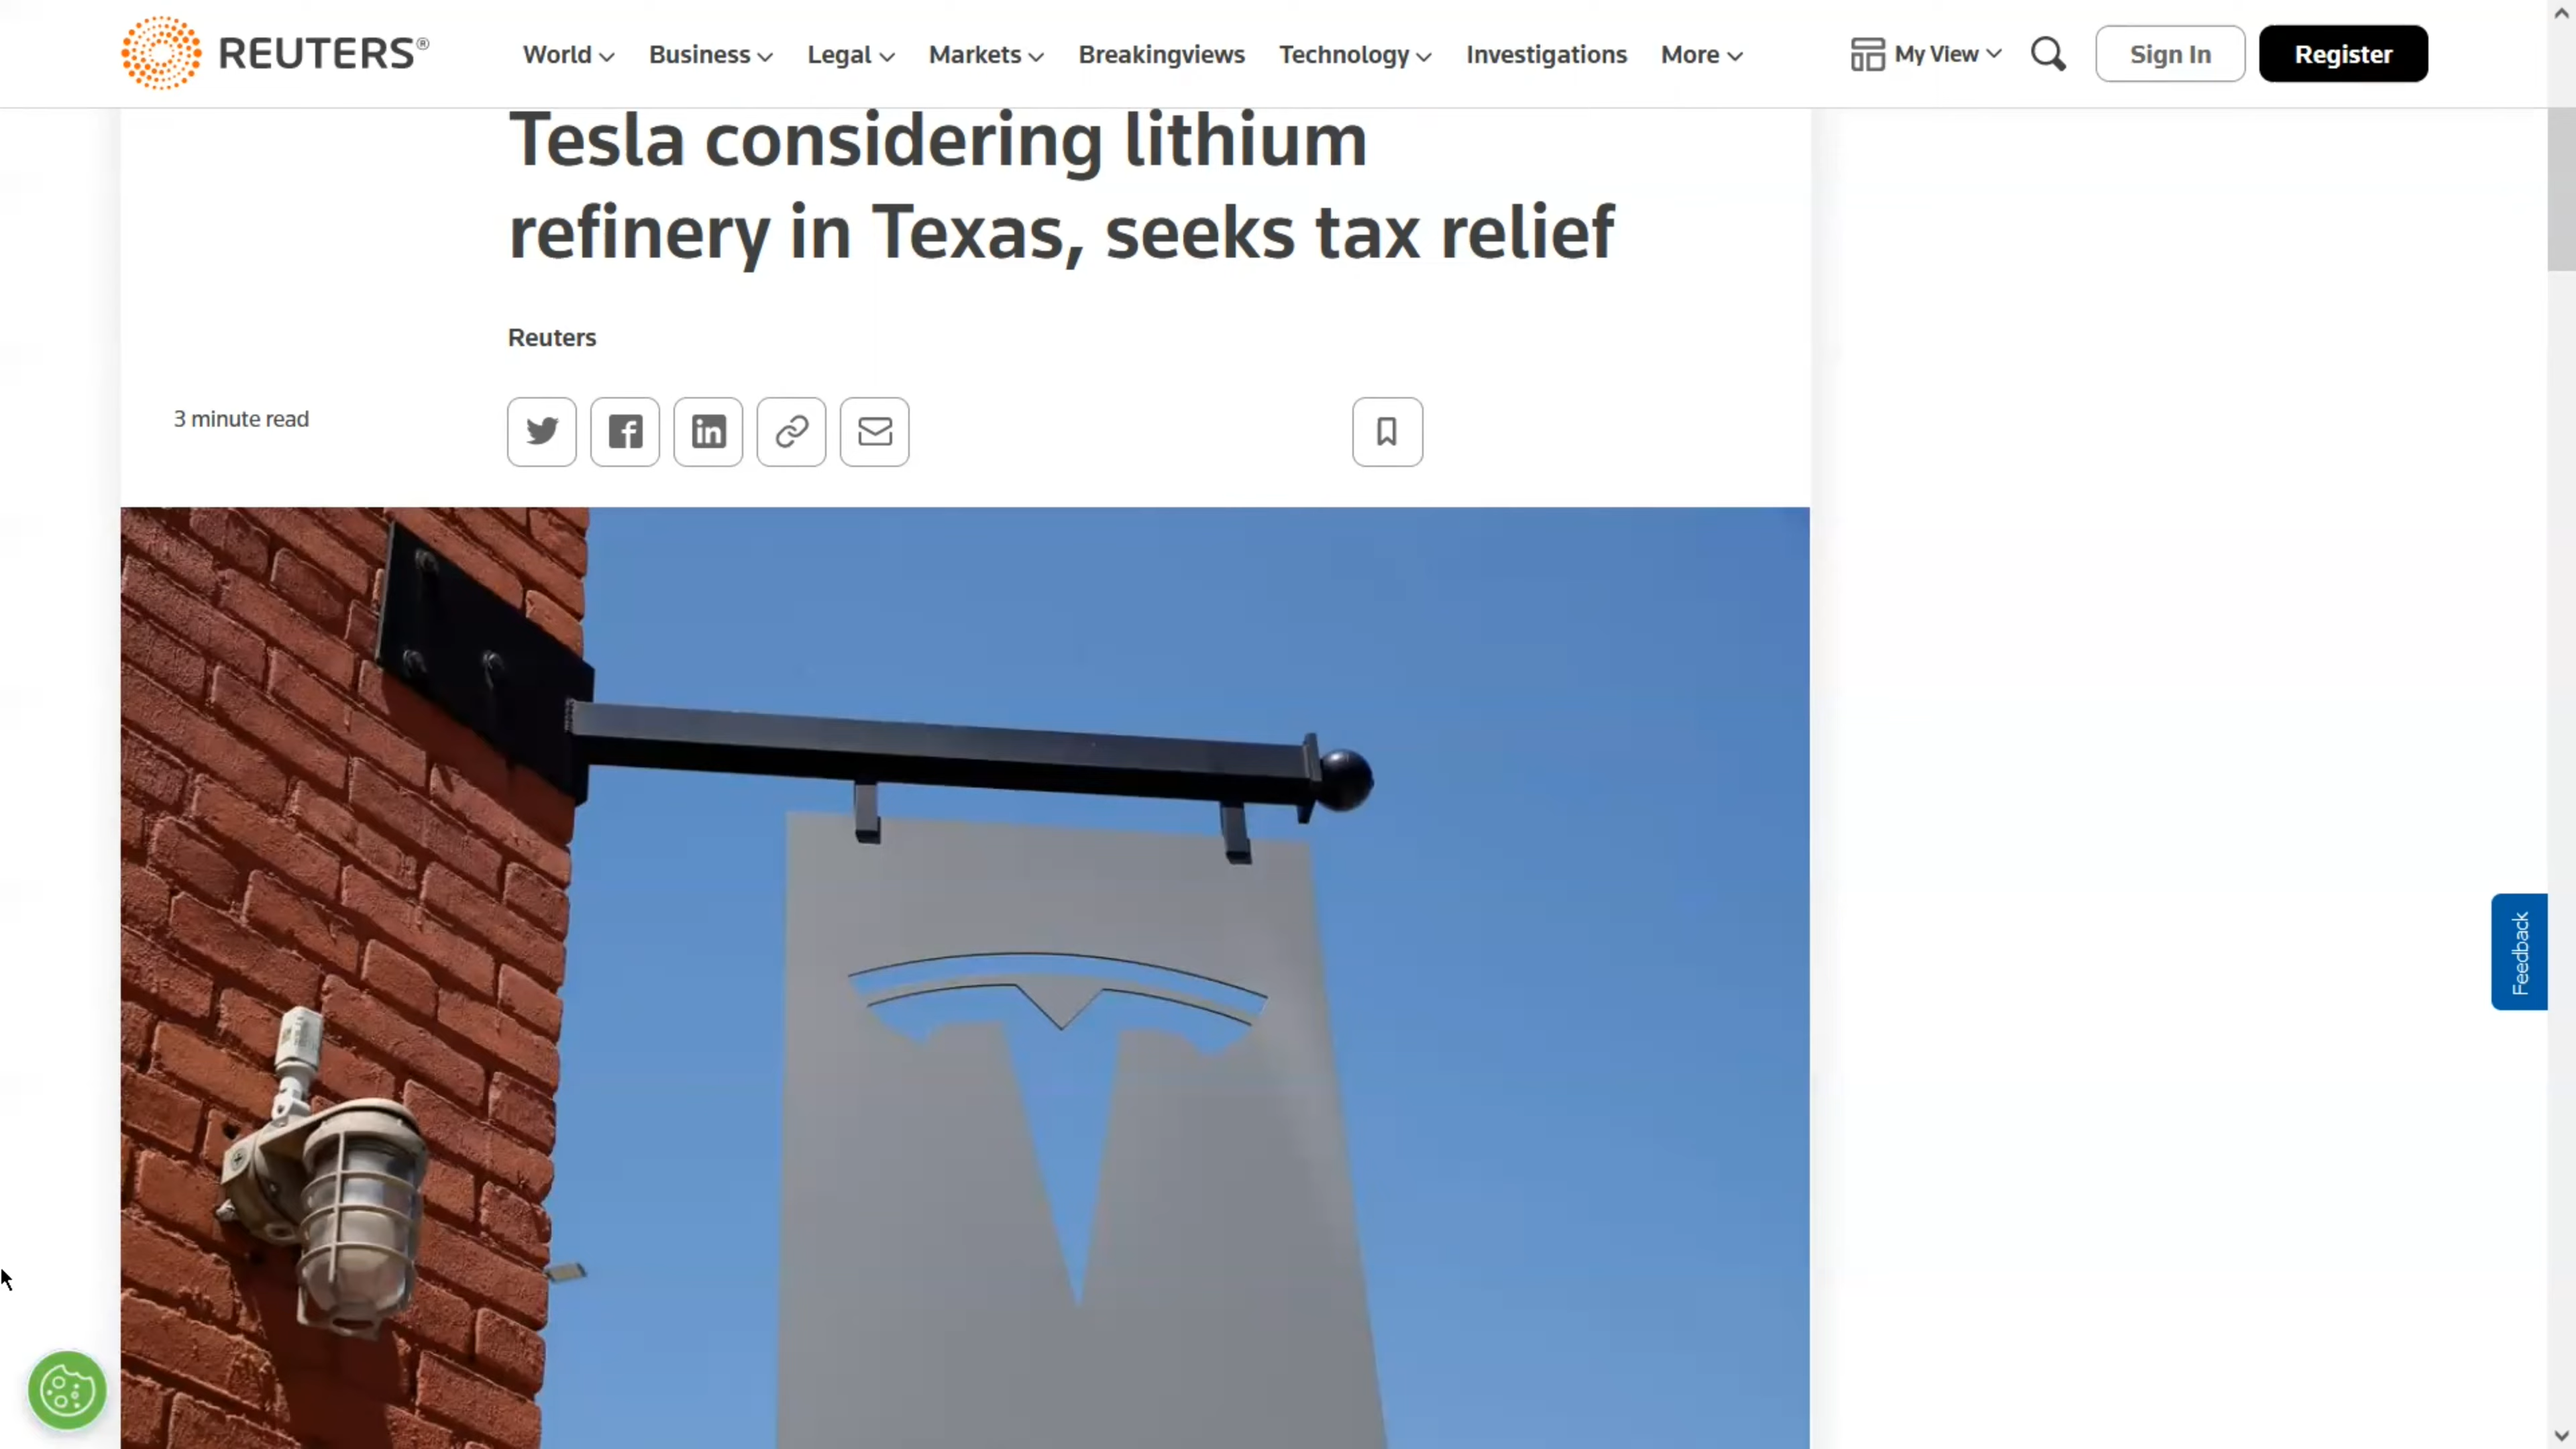 REUTERS®
World
Business
Legal
Markets
Breakingviews
Technology
Investigations
More
My View
Sign In
Register
Tesla considering lithium
refinery in Texas, seeks tax relief
Reuters
3 minute read
Feedback